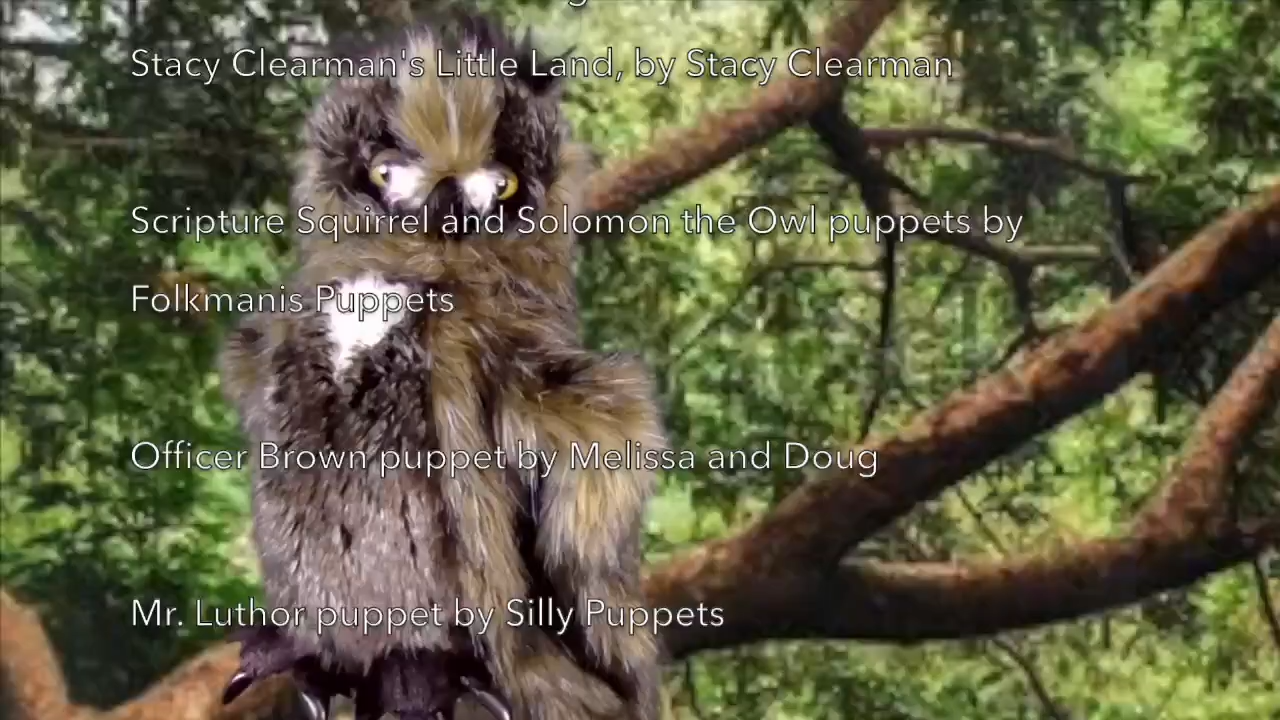 Stacy Clearman's Little Land, by Stacy Clearman
Scripture Squirrel and Solomon the Owl puppets by
Folkmanis Puppets
Officer Brown puppet by Melissa and Doug
Mr. Luthor puppet by Silly Puppets